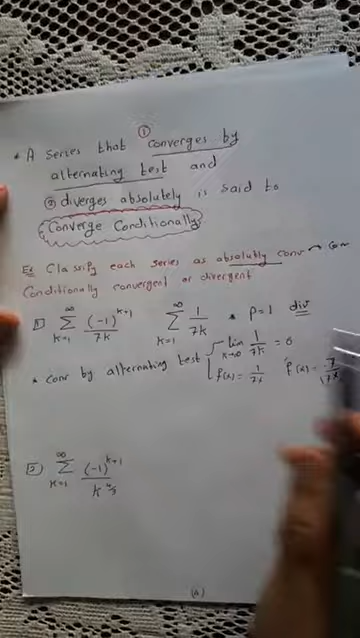 ①
* A series that converges by
alternating test and
② diverges absolutely is said to
Converge Conditionally
Ex Classify each series as absolutly conv
Conditionally convergent or divergent
1 ∞ Σ k=1 (-1)^{k+1} / 7k ∞ Σ k=1 1 / 7k * P=1 div
* conv by alternating test lim 1 / 7k = 0
f(x) = 1 / 7x f'(x) = -7
2 ∞ Σ k=1 (-1)^{k+1} / k^{4/3}